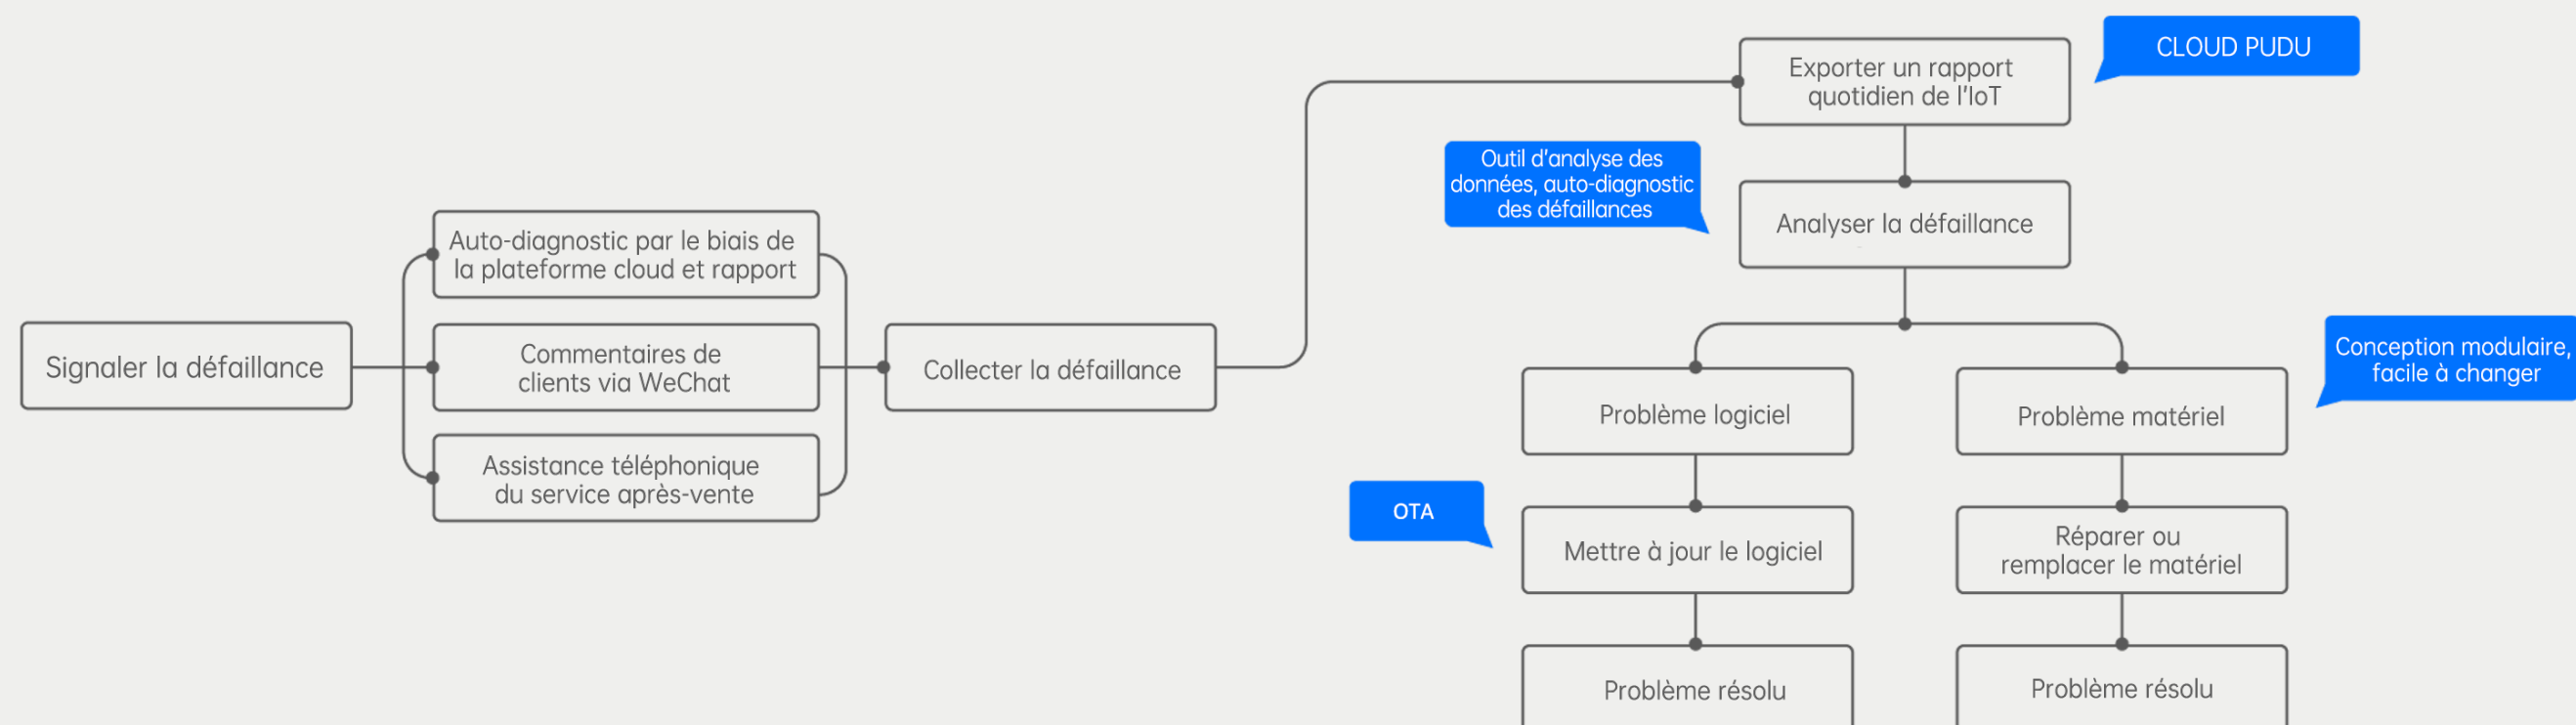 CLOUD PUDU
Exporter un rapport
quotidien de l'IoT
Outil d'analyse des
données, auto-diagnostic
des défaillances
Analyser la défaillance
Auto-diagnostic par le biais de
la plateforme cloud et rapport
Signaler la défaillance
Commentaires de
clients via WeChat
Collecter la défaillance
Assistance téléphonique
du service après-vente
Conception modulaire,
facile à changer
Problème logiciel
Problème matériel
OTA
Mettre à jour le logiciel
Réparer ou
remplacer le matériel
Problème résolu
Problème résolu